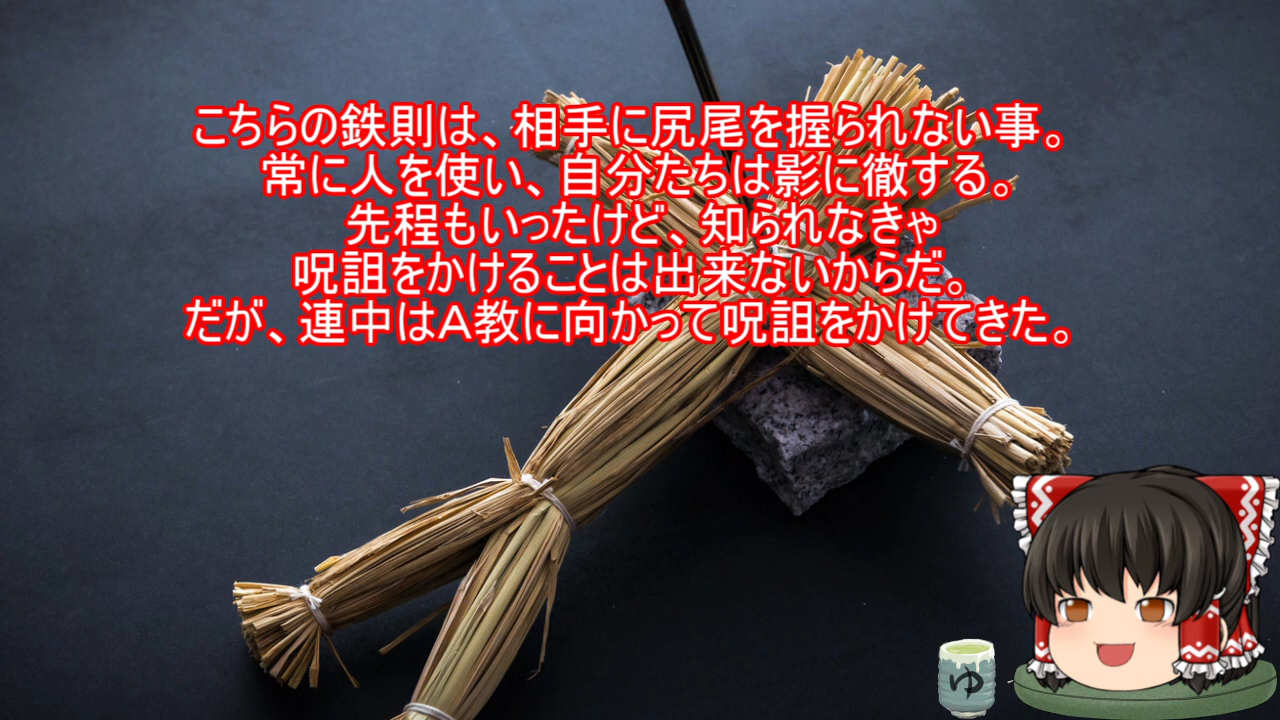 こちらの鉄則は、相手に尻尾を握られない事。
常に人を使い、自分たちは影に徹する。
先程もいったけど、知られなきゃ
呪詛をかけることは出来ないからだ。
だが、連中はA教に向かって呪詛をかけてきた。
ゆ